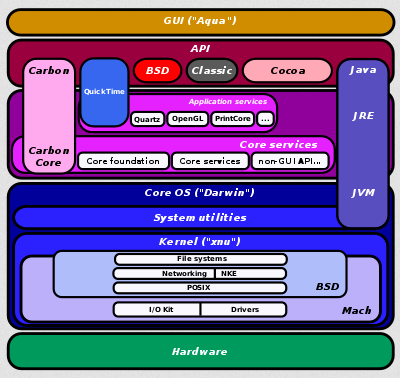 GUI ("Aqua")
API
Carbon
QuickTime
BSD
Classic
Cocoa
Java
Application services
Quartz
OpenGL
PrintCore
...
JRE
Core services
Carbon
Core
Core foundation
Core services
non-GUI API...
Core OS ("Darwin")
JVM
System utilities
Kernel ("xnu")
File systems
Networking
NKE
POSIX
BSD
I/O Kit
Drivers
Mach
Hardware